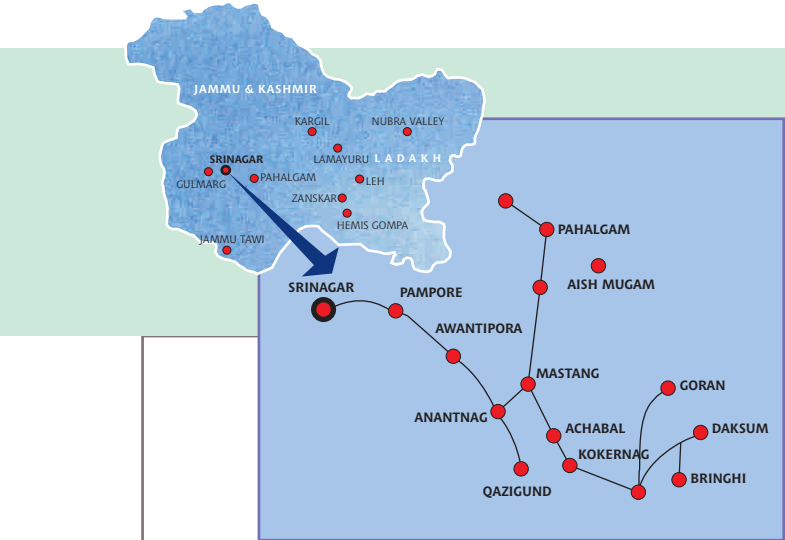 JAMMU & KASHMIR
KARGIL
NUBRA VALLEY
SRINAGAR
LAMAYURU
LADAKH
GULMARG
PAHALGAM
LEH
ZANSKAR
HEMIS GOMPA
JAMMU TAWI
PAHALGAM
AISH MUGAM
SRINAGAR
PAMPORE
AWANTIPORA
MASTANG
GORAN
ANANTNAG
ACHABAL
DAKSUM
KOKERNAG
BRINGHI
QAZIGUND